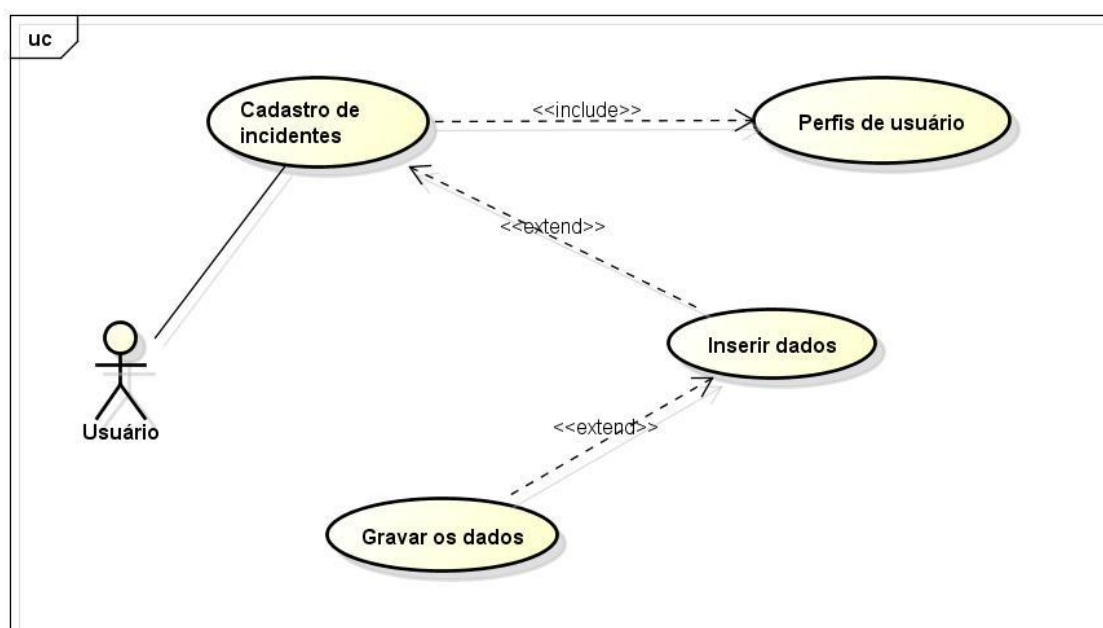 uc
Cadastro de
incidentes
<<include>>
Perfis de usuário
<<extend>>
Inserir dados
Usuário
<<extend>>
Gravar os dados